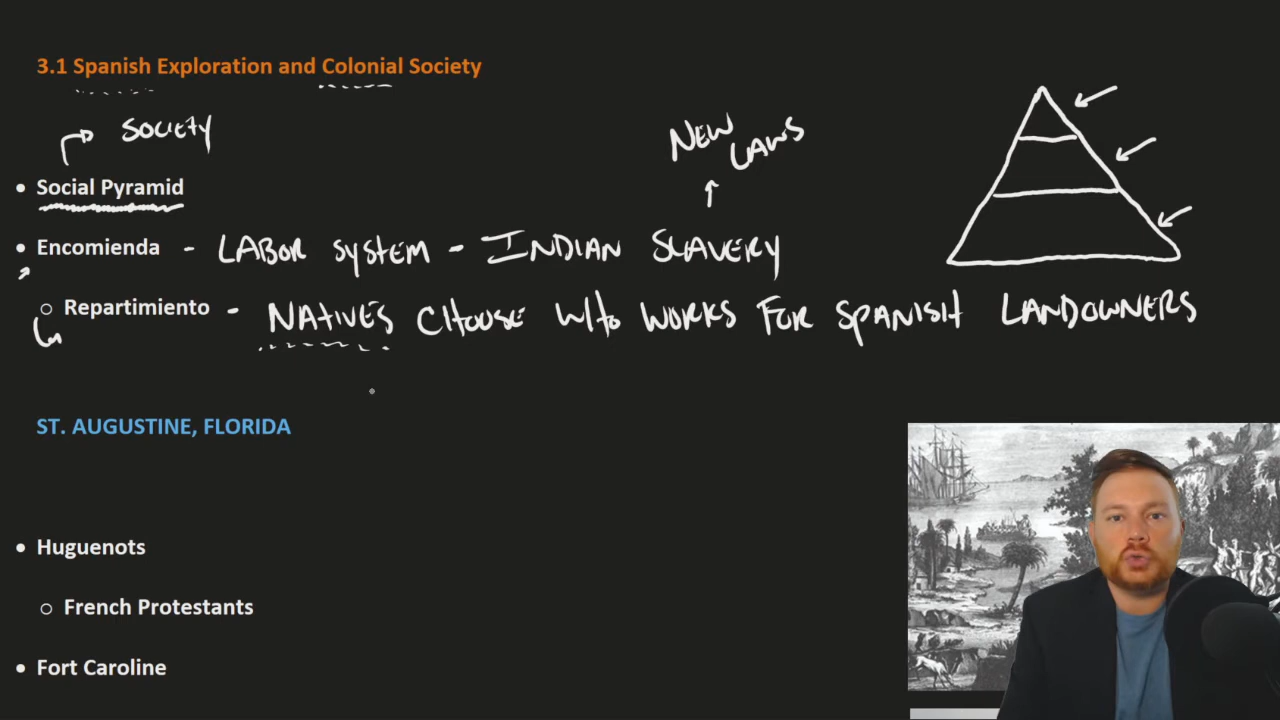 3.1 Spanish Exploration and Colonial Society
SOCIETY
NEW
LAWS
• Social Pyramid
• Encomienda - LABOR SYSTEM - INDIAN SLAVERY
○ Repartimiento - NATIVES CHOOSE WHO WORKS FOR SPANISH LANDOWNERS
ST. AUGUSTINE, FLORIDA
• Huguenots
○ French Protestants
• Fort Caroline